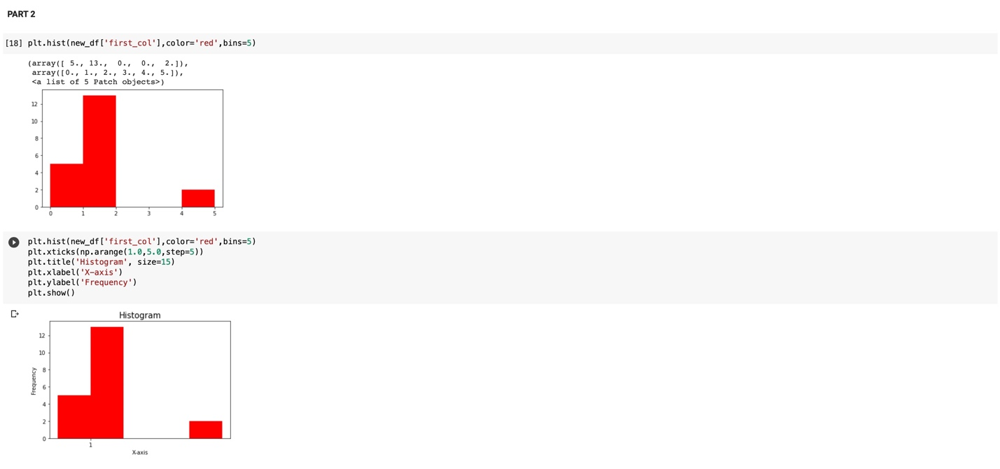 PART 2
[18] plt.hist(new_df['first_col'],color='red',bins=5)
(array([ 5., 13.,  0.,  0.,  2.]),
array([0., 1., 2., 3., 4., 5.]),
<a list of 5 Patch objects>)
12
10
8
6
4
2
0
0 1 2 3 4 5
plt.hist(new_df['first_col'],color='red',bins=5)
plt.xticks(np.arange(1.0,5.0,step=5))
plt.title('Histogram', size=15)
plt.xlabel('X-axis')
plt.ylabel('Frequency')
plt.show()
Histogram
Frequency
12
10
8
6
4
2
0
1
X-axis